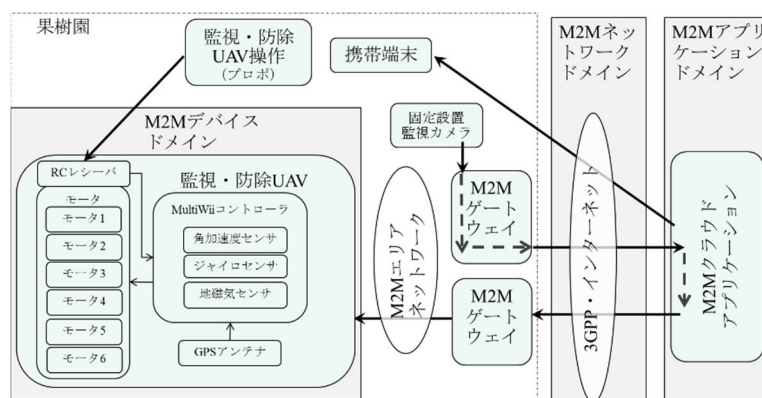 果樹園
監視・防除
UAV操作
(プロポ)
携帯端末
M2Mネッ
トワーク
ドメイン
M2Mアプリ
ケーション
ドメイン
M2Mデバイス
ドメイン
固定設置
監視カメラ
RCレシーバ
監視・防除UAV
モータ
モータ1
モータ2
モータ3
モータ4
モータ5
モータ6
MultiWiiコントローラ
角加速度センサ
ジャイロセンサ
地磁気センサ
GPSアンテナ
M2Mエリア
ネットワーク
M2M
ゲート
ウェイ
M2M
ゲート
ウェイ
3GPP・インターネット
M2Mクラウド
アプリケーション